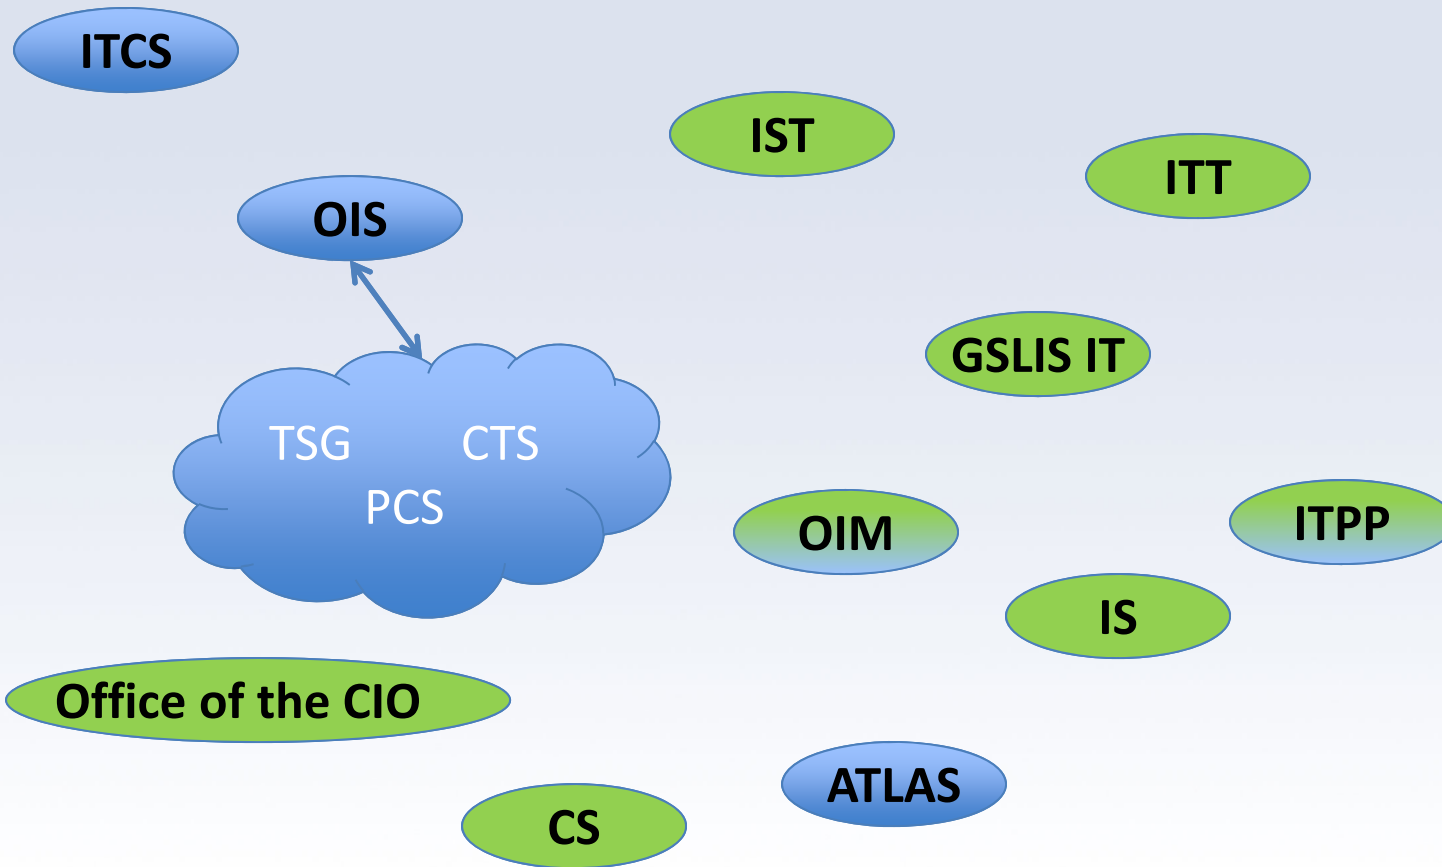 ITCS
IST
ITT
OIS
GSLIS IT
TSG CTS
PCS
OIM
ITPP
IS
Office of the CIO
ATLAS
CS